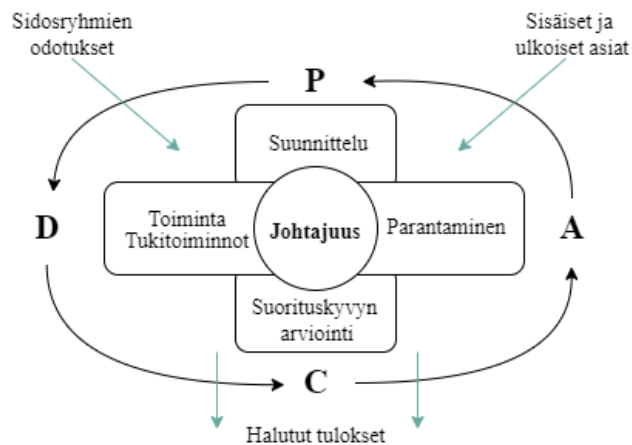 Sidosryhmien
odotukset
Sisäiset ja
ulkoiset asiat
P
Suunnittelu
D
Toiminta
Tukitoiminnot
Johtajuus
Parantaminen
A
Suorituskyvyn
arviointi
C
Halutut tulokset